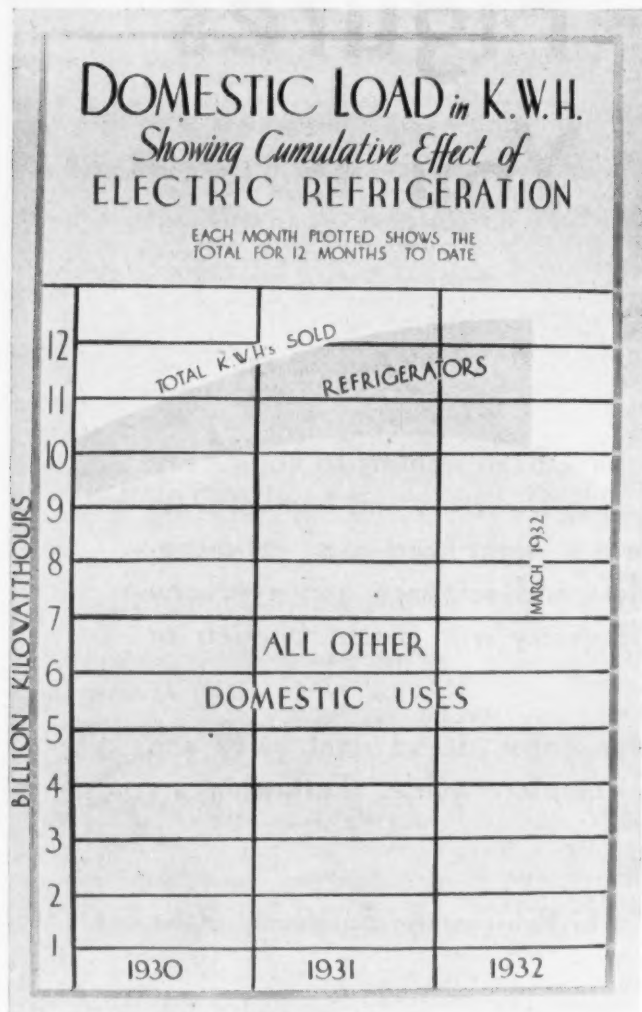 DOMESTIC LOAD in K.W.H.
Showing Cumulative Effect of
ELECTRIC REFRIGERATION
EACH MONTH PLOTTED SHOWS THE
TOTAL FOR 12 MONTHS TO DATE
TOTAL K.W.H's SOLD
REFRIGERATORS
12
11
10
9
8
7
6
5
4
3
2
1
BILLION KILOVATTHOURS
MARCH 1932
ALL OTHER
DOMESTIC USES
1930 1931 1932